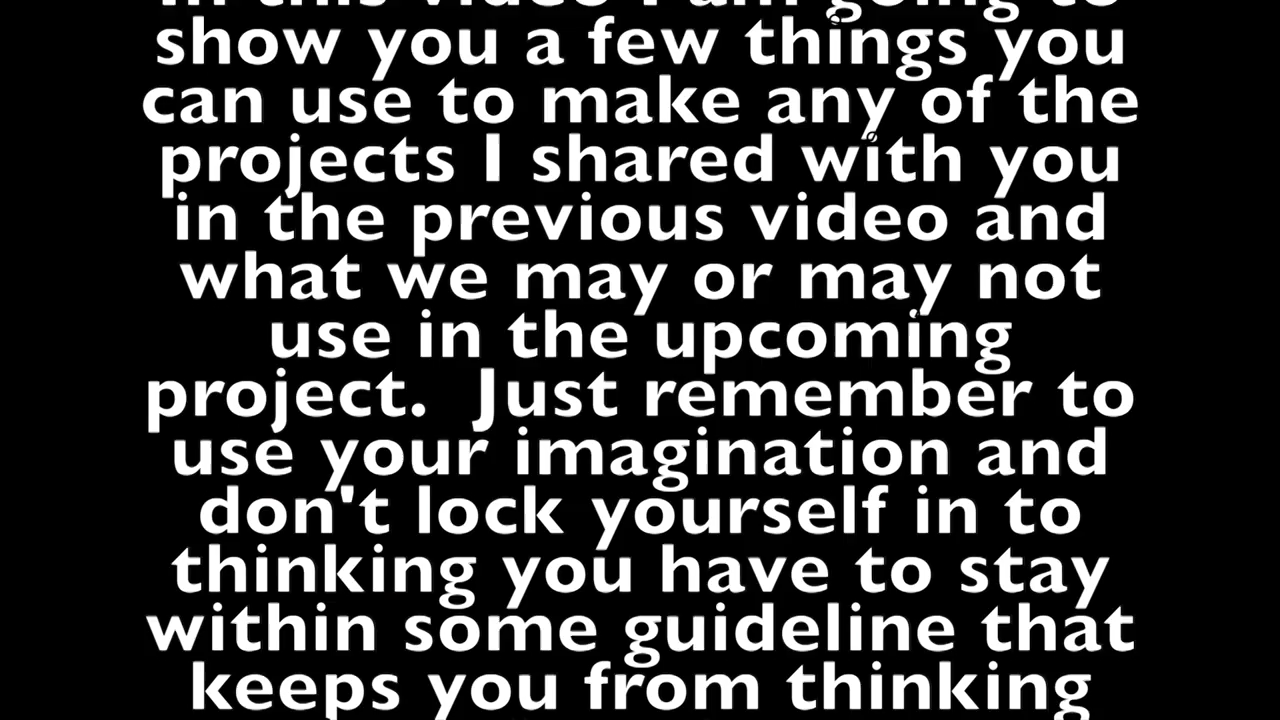 In this video I am going to
show you a few things you
can use to make any of the
projects I shared with you
in the previous video and
what we may or may not
use in the upcoming
project.  Just remember to
use your imagination and
don't lock yourself in to
thinking you have to stay
within some guideline that
keeps you from thinking